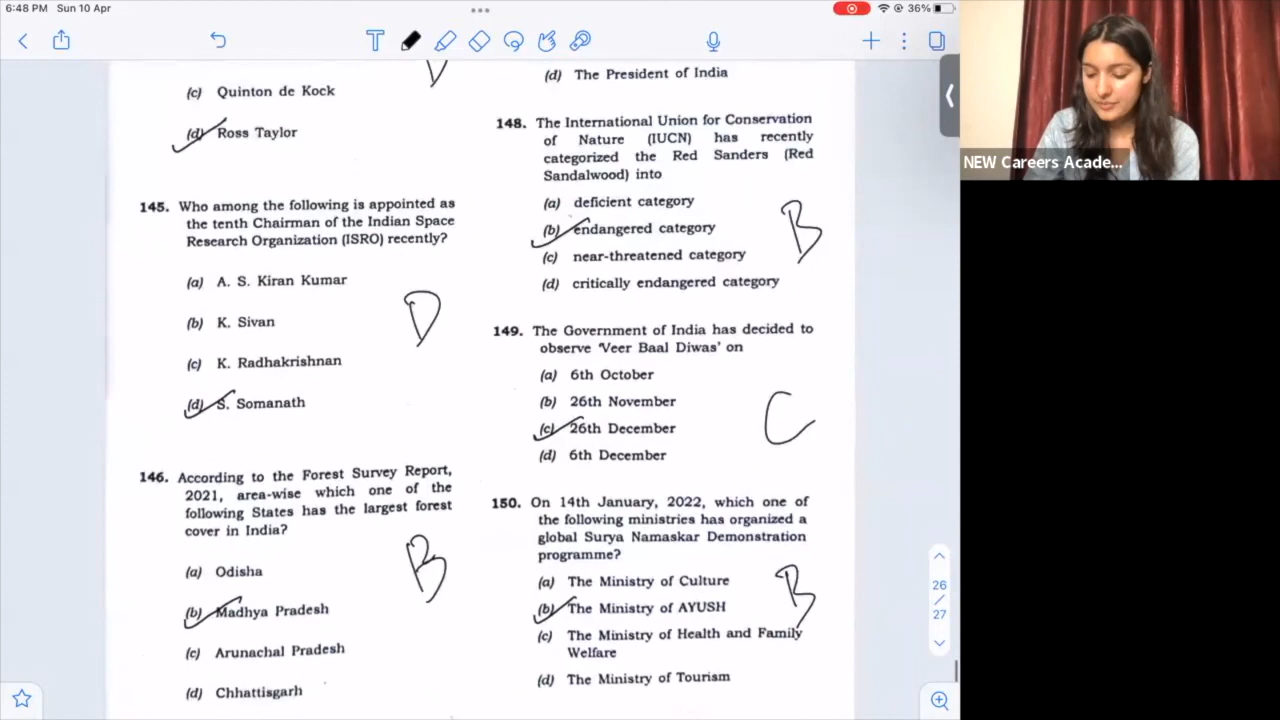 6:48 PM Sun 10 Apr
36%
(c) Quinton de Kock
(d) Ross Taylor
145. Who among the following is appointed as
the tenth Chairman of the Indian Space
Research Organization (ISRO) recently?
(a) A. S. Kiran Kumar
(b) K. Sivan
(c) K. Radhakrishnan
(d) S. Somanath
D
146. According to the Forest Survey Report,
2021, area-wise which one of the
following States has the largest forest
cover in India?
(a) Odisha
(b) Madhya Pradesh
(c) Arunachal Pradesh
(d) Chhattisgarh
B
(d) The President of India
148. The International Union for Conservation
of Nature (IUCN) has recently
categorized the Red Sanders (Red
Sandalwood) into
(a) deficient category
(b) endangered category
(c) near-threatened category
(d) critically endangered category
B
149. The Government of India has decided to
observe 'Veer Baal Diwas' on
(a) 6th October
(b) 26th November
(c) 26th December
(d) 6th December
C
150. On 14th January, 2022, which one of
the following ministries has organized a
global Surya Namaskar Demonstration
programme?
(a) The Ministry of Culture
(b) The Ministry of AYUSH
(c) The Ministry of Health and Family
Welfare
(d) The Ministry of Tourism
B
26
/
27
NEW Careers Acade...